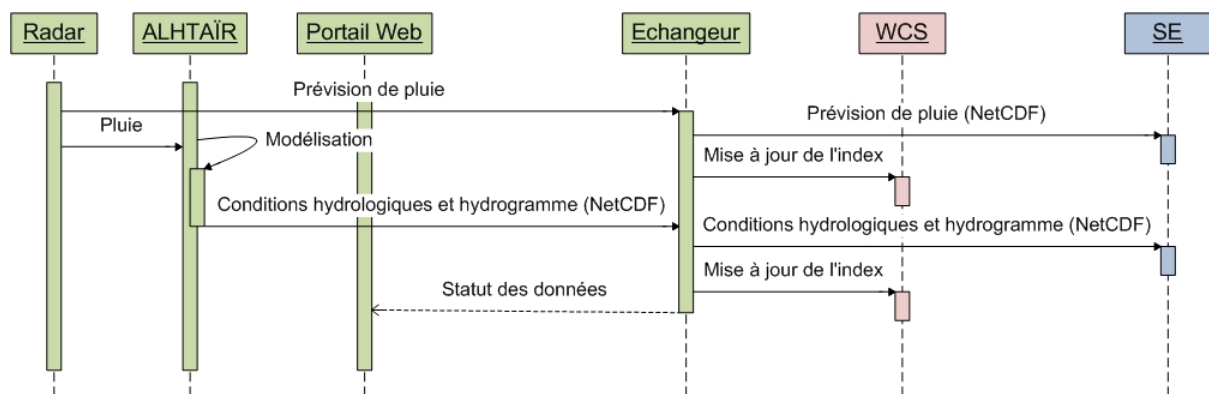 Radar
ALHTAÏR
Portail Web
Echangeur
WCS
SE
Prévision de pluie
Prévision de pluie (NetCDF)
Pluie
Modélisation
Mise à jour de l'index
Conditions hydrologiques et hydrogramme (NetCDF)
Conditions hydrologiques et hydrogramme (NetCDF)
Mise à jour de l'index
Statut des données